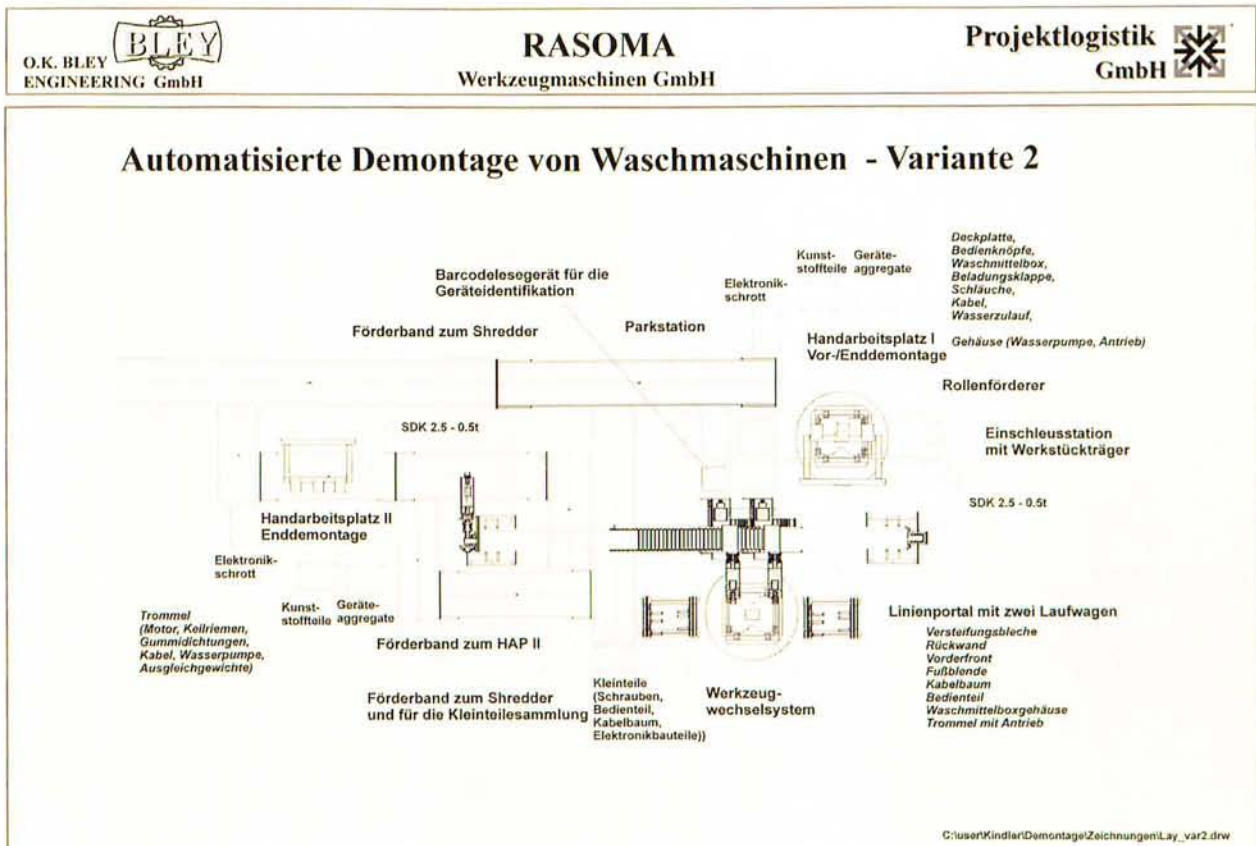 O.K. BLEY
ENGINEERING GmbH
BLEY
RASOMA
Werkzeugmaschinen GmbH
Projektlogistik
GmbH
Automatisierte Demontage von Waschmaschinen - Variante 2
Barcodelesegerät für die
Geräteidentifikation
Förderband zum Shredder
Parkstation
Elektronik-
schrott
Kunst-
stoffteile
Geräte-
aggregate
Deckplatte,
Bedienknöpfe,
Waschmittelbox,
Beladungsklappe,
Schläuche,
Kabel,
Wasserzulauf,
Gehäuse (Wasserpumpe, Antrieb)
Handarbeitsplatz I
Vor-/Enddemontage
Rollenförderer
Einschleusstation
mit Werkstückträger
SDK 2.5 - 0.5t
SDK 2.5 - 0.5t
Handarbeitsplatz II
Enddemontage
Elektronik-
schrott
Trommel
(Motor, Keilriemen,
Gummidichtungen,
Kabel, Wasserpumpe,
Ausgleichgewichte)
Kunst-
stoffteile
Geräte-
aggregate
Förderband zum HAP II
Förderband zum Shredder
und für die Kleinteilesammlung
Kleinteile
(Schrauben,
Bedienteil,
Kabelbaum,
Elektronikbauteile))
Werkzeug-
wechselsystem
Linienportal mit zwei Laufwagen
Versteifungsbleche
Rückwand
Vorderfront
Fußblende
Kabelbaum
Bedienteil
Waschmittelboxgehäuse
Trommel mit Antrieb
C:\user\Kindler\Demontage\Zeichnungen\Lay_var2.drw